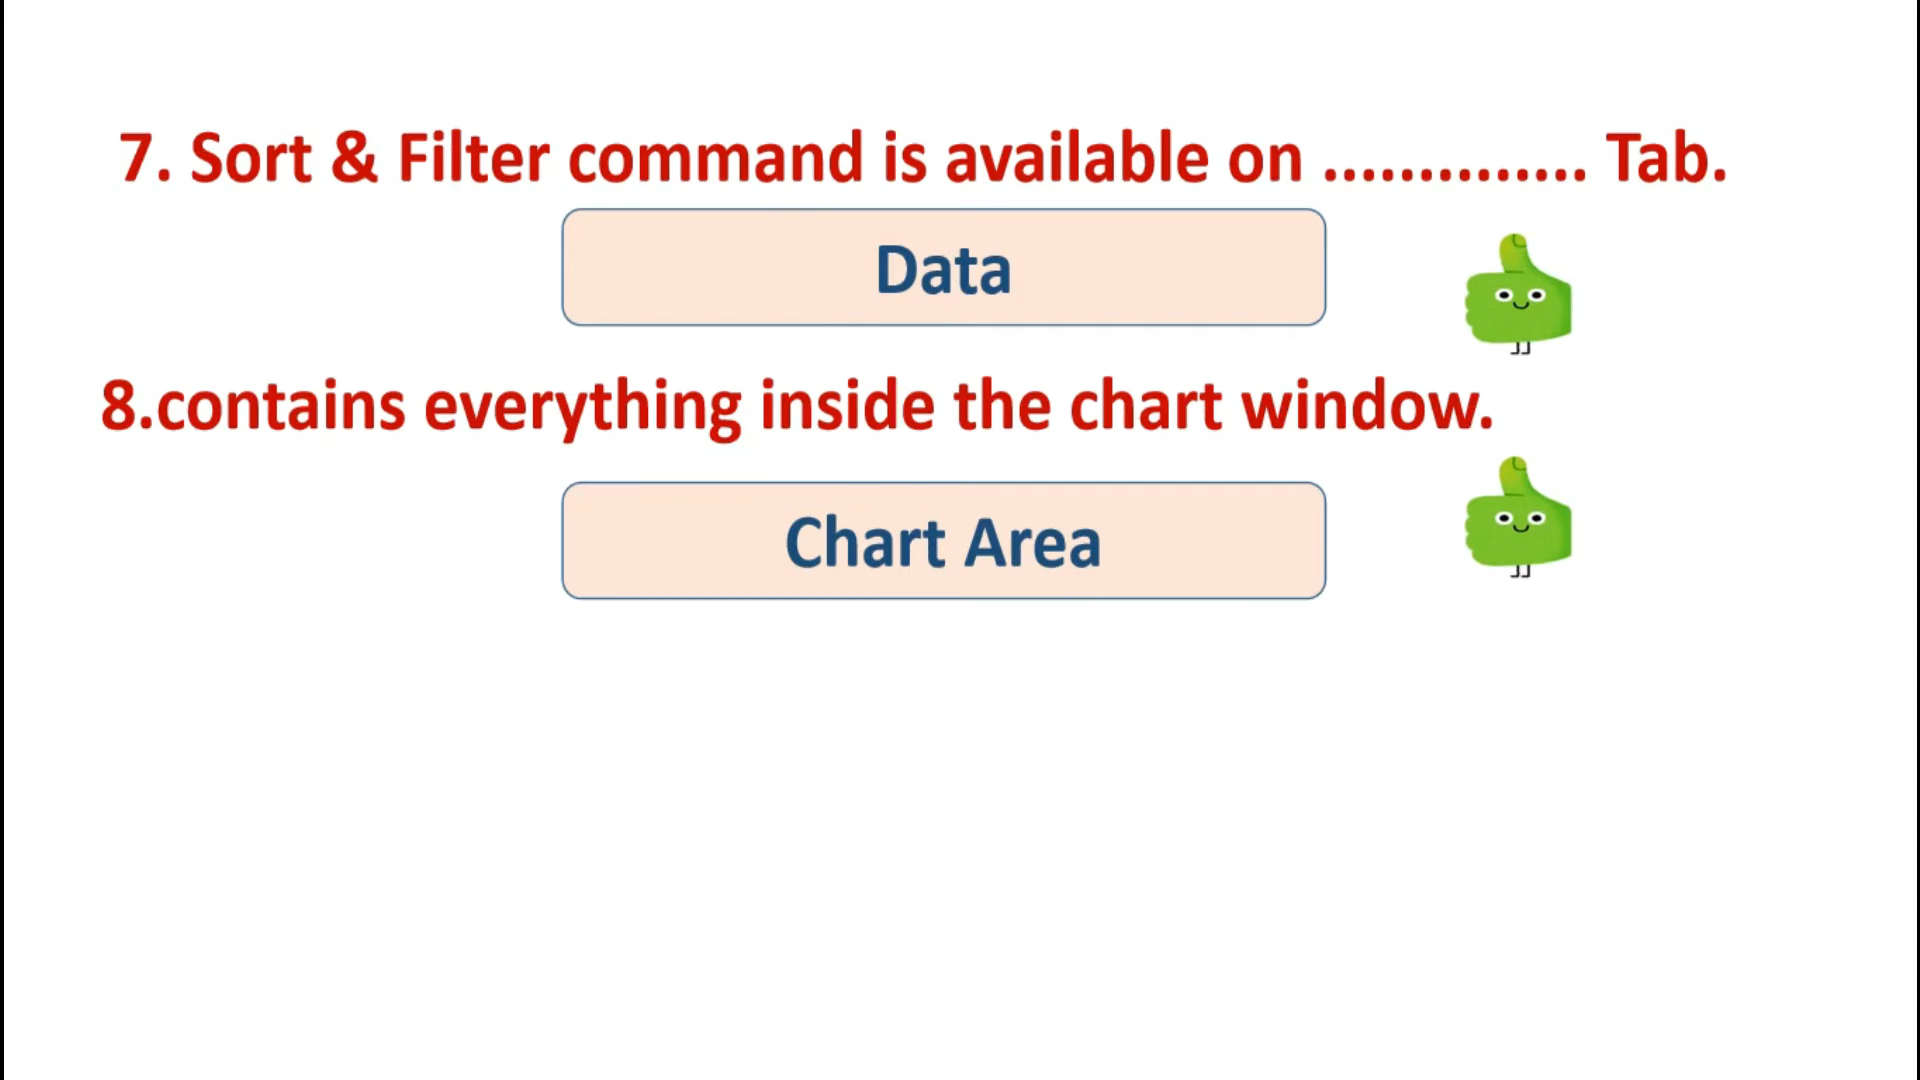 7. Sort & Filter command is available on .............. Tab.
Data
8.contains everything inside the chart window.
Chart Area